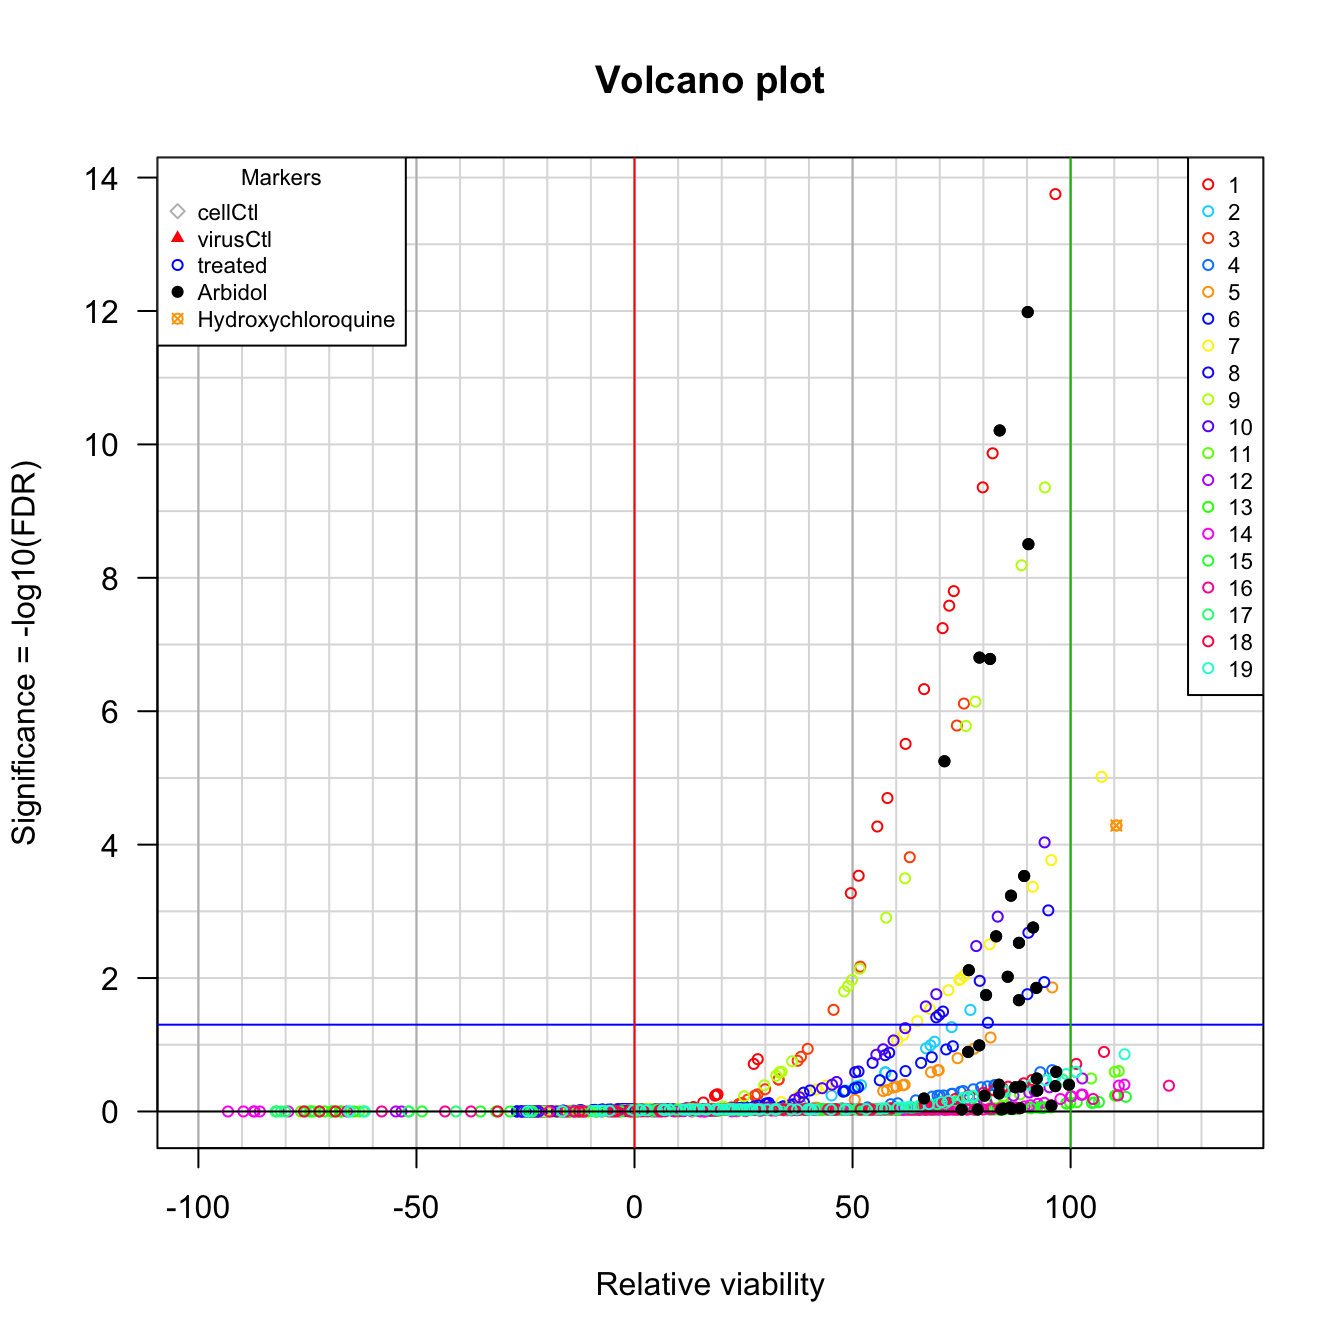 Volcano plot
Markers
cellCtl
virusCtl
treated
Arbidol
Hydroxychloroquine
1
2
3
4
5
6
7
8
9
10
11
12
13
14
15
16
17
18
19
14
12
10
8
6
4
2
0
Significance = -log10(FDR)
-100 -50 0 50 100
Relative viability